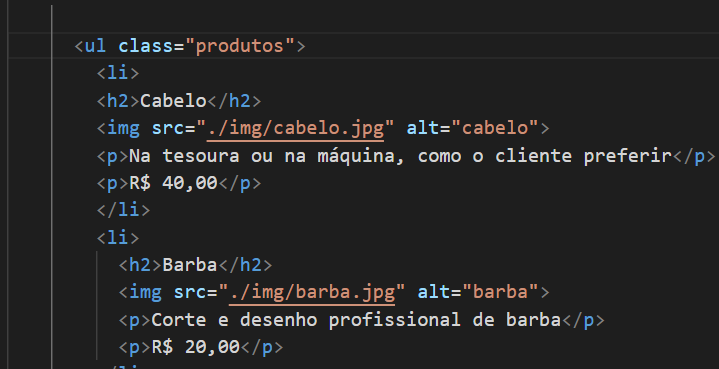 <ul class="produtos">
<li>
<h2>Cabelo</h2>
<img src="./img/cabelo.jpg" alt="cabelo">
<p>Na tesoura ou na máquina, como o cliente preferir</p>
<p>R$ 40,00</p>
</li>
<li>
<h2>Barba</h2>
<img src="./img/barba.jpg" alt="barba">
<p>Corte e desenho profissional de barba</p>
<p>R$ 20,00</p>